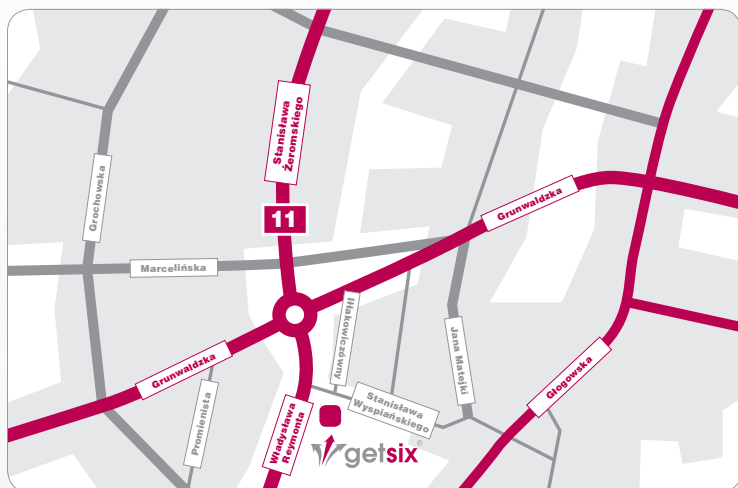 Stanisława
Żeromskiego
Grochowska
11
Grunwaldzka
Marcelińska
Iłłakowiczówny
Jana Matejki
Grunwaldzka
Głogowska
Promienista
Stanisława
Wyspiańskiego
Władysława
Reymonta
getsix®